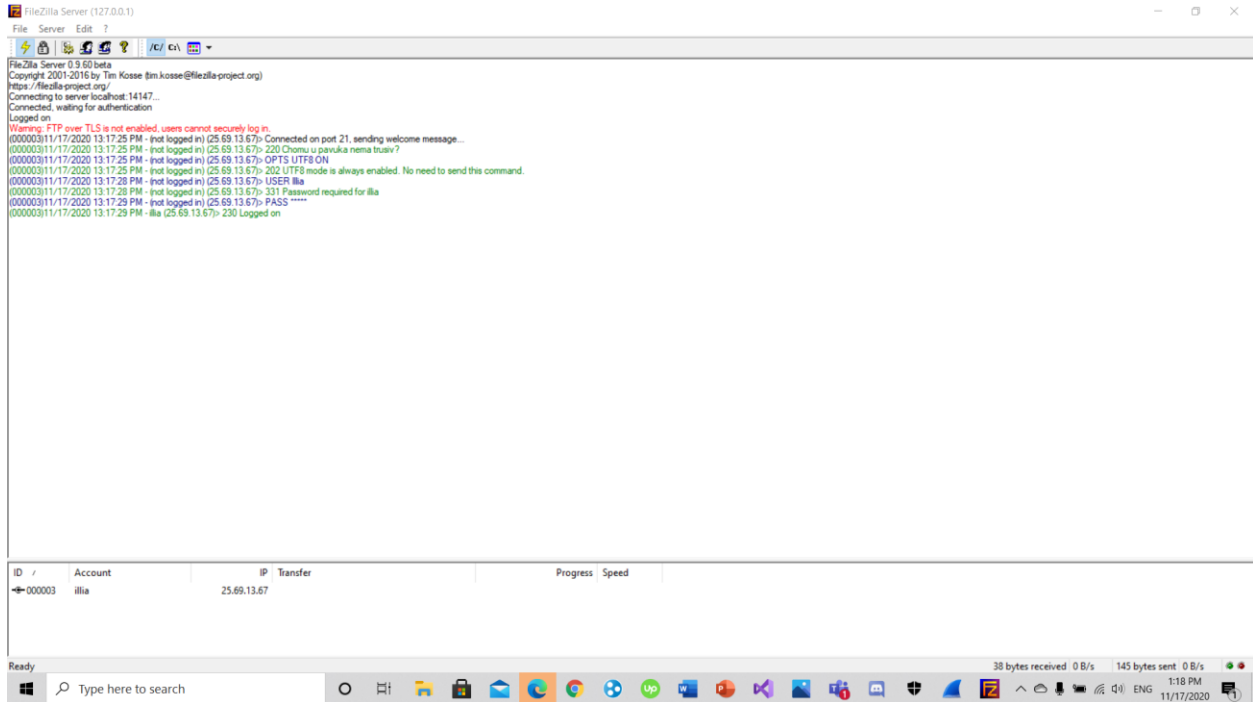 FileZilla Server (127.0.0.1)
File Server Edit ?
/C/ C:\
FileZilla Server 0.9.60 beta
Copyright 2001-2016 by Tim Kosse (tim.kosse@filezilla-project.org)
https://filezilla-project.org/
Connecting to server localhost:14147...
Connected, waiting for authentication
Logged on
Warning: FTP over TLS is not enabled, users cannot securely log in.
(000003)11/17/2020 13:17:25 PM - (not logged in) (25.69.13.67)> Connected on port 21, sending welcome message...
(000003)11/17/2020 13:17:25 PM - (not logged in) (25.69.13.67)> 220 Chomu u pavuka nema trusiv?
(000003)11/17/2020 13:17:25 PM - (not logged in) (25.69.13.67)> OPTS UTF8 ON
(000003)11/17/2020 13:17:25 PM - (not logged in) (25.69.13.67)> 202 UTF8 mode is always enabled. No need to send this command.
(000003)11/17/2020 13:17:28 PM - (not logged in) (25.69.13.67)> USER Illia
(000003)11/17/2020 13:17:28 PM - (not logged in) (25.69.13.67)> 331 Password required for illia
(000003)11/17/2020 13:17:29 PM - (not logged in) (25.69.13.67)> PASS *****
(000003)11/17/2020 13:17:29 PM - illia (25.69.13.67)> 230 Logged on
ID / Account IP Transfer Progress Speed
000003 illia 25.69.13.67
Ready 38 bytes received 0 B/s 145 bytes sent 0 B/s
Type here to search Up ENG 1:18 PM
11/17/2020